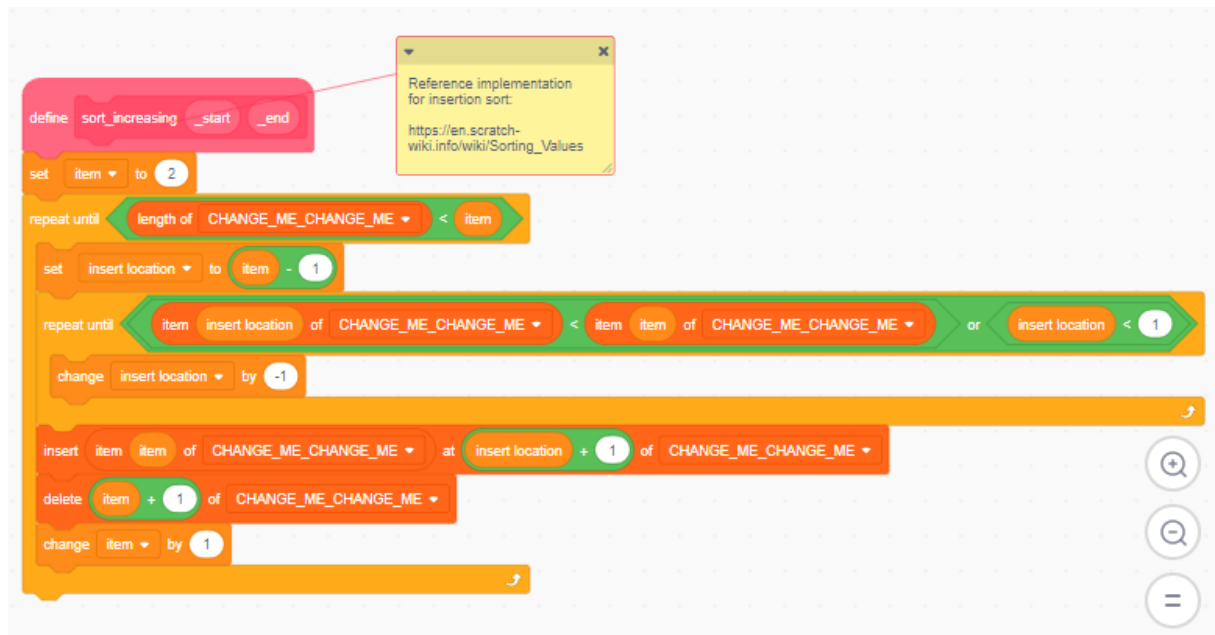 Reference implementation
for insertion sort:
https://en.scratch-
wiki.info/wiki/Sorting_Values
define sort_increasing _start _end
set item to 2
repeat until length of CHANGE_ME_CHANGE_ME < item
set insert location to item - 1
repeat until item insert location of CHANGE_ME_CHANGE_ME < item item of CHANGE_ME_CHANGE_ME or insert location < 1
change insert location by -1
insert item item of CHANGE_ME_CHANGE_ME at insert location + 1 of CHANGE_ME_CHANGE_ME
delete item + 1 of CHANGE_ME_CHANGE_ME
change item by 1